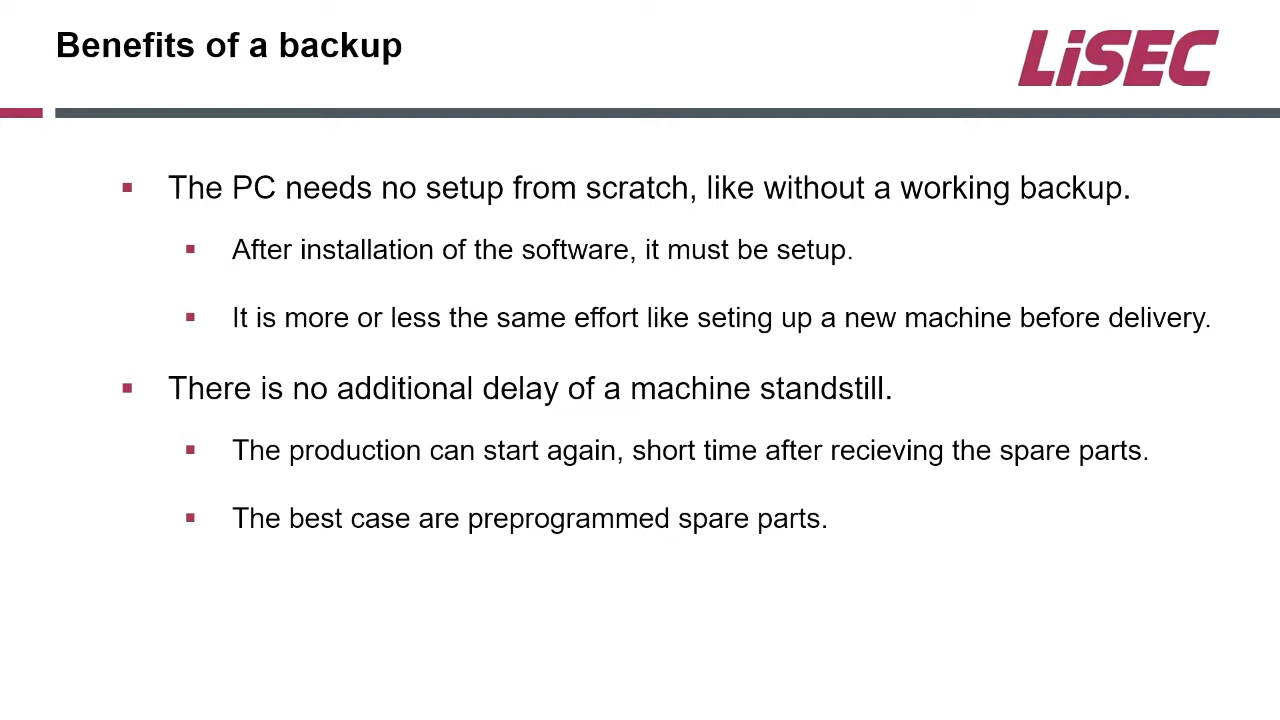 Benefits of a backup
LiSEC
The PC needs no setup from scratch, like without a working backup.
After installation of the software, it must be setup.
It is more or less the same effort like seting up a new machine before delivery.
There is no additional delay of a machine standstill.
The production can start again, short time after recieving the spare parts.
The best case are preprogrammed spare parts.